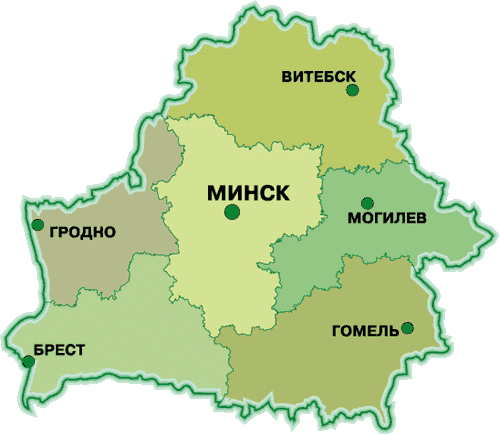 ВИТЕБСК
МИНСК
МОГИЛЕВ
ГРОДНО
ГОМЕЛЬ
БРЕСТ